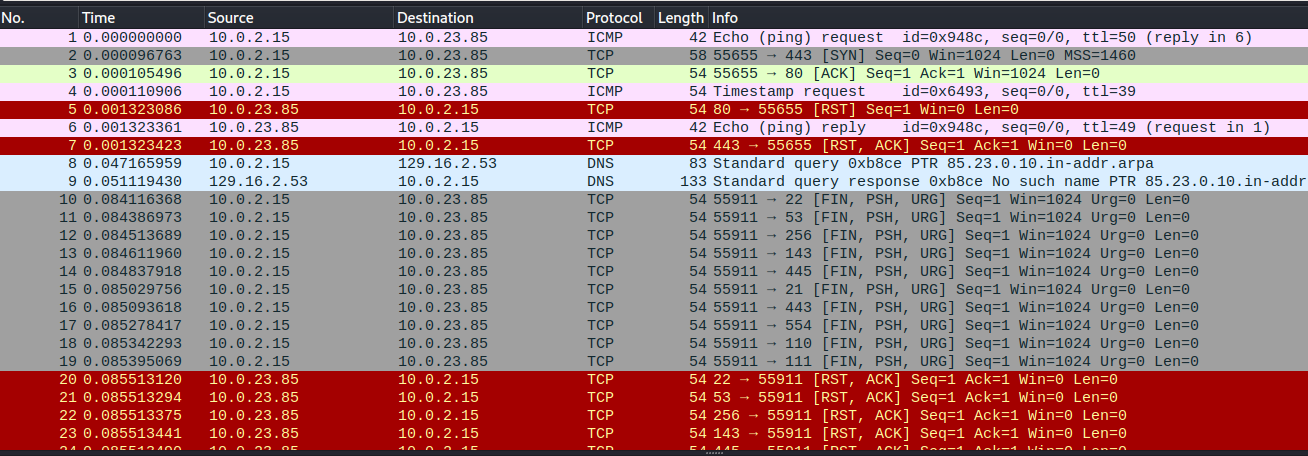 No. Time Source Destination Protocol Length Info
1 0.000000000 10.0.2.15 10.0.23.85 ICMP 42 Echo (ping) request id=0x948c, seq=0/0, ttl=50 (reply in 6)
2 0.000096763 10.0.2.15 10.0.23.85 TCP 58 55655 → 443 [SYN] Seq=0 Win=1024 Len=0 MSS=1460
3 0.000105496 10.0.2.15 10.0.23.85 TCP 54 55655 → 80 [ACK] Seq=1 Ack=1 Win=1024 Len=0
4 0.000110906 10.0.2.15 10.0.23.85 ICMP 54 Timestamp request id=0x6493, seq=0/0, ttl=39
5 0.001323086 10.0.23.85 10.0.2.15 TCP 54 80 → 55655 [RST] Seq=1 Win=0 Len=0
6 0.001323361 10.0.23.85 10.0.2.15 ICMP 42 Echo (ping) reply id=0x948c, seq=0/0, ttl=49 (request in 1)
7 0.001323423 10.0.23.85 10.0.2.15 TCP 54 443 → 55655 [RST, ACK] Seq=1 Ack=1 Win=0 Len=0
8 0.047165959 10.0.2.15 129.16.2.53 DNS 83 Standard query 0xb8ce PTR 85.23.0.10.in-addr.arpa
9 0.051119430 129.16.2.53 10.0.2.15 DNS 133 Standard query response 0xb8ce No such name PTR 85.23.0.10.in-addr
10 0.084116368 10.0.2.15 10.0.23.85 TCP 54 55911 → 22 [FIN, PSH, URG] Seq=1 Win=1024 Urg=0 Len=0
11 0.084386973 10.0.2.15 10.0.23.85 TCP 54 55911 → 53 [FIN, PSH, URG] Seq=1 Win=1024 Urg=0 Len=0
12 0.084513689 10.0.2.15 10.0.23.85 TCP 54 55911 → 256 [FIN, PSH, URG] Seq=1 Win=1024 Urg=0 Len=0
13 0.084611960 10.0.2.15 10.0.23.85 TCP 54 55911 → 143 [FIN, PSH, URG] Seq=1 Win=1024 Urg=0 Len=0
14 0.084837918 10.0.2.15 10.0.23.85 TCP 54 55911 → 445 [FIN, PSH, URG] Seq=1 Win=1024 Urg=0 Len=0
15 0.085029756 10.0.2.15 10.0.23.85 TCP 54 55911 → 21 [FIN, PSH, URG] Seq=1 Win=1024 Urg=0 Len=0
16 0.085093618 10.0.2.15 10.0.23.85 TCP 54 55911 → 443 [FIN, PSH, URG] Seq=1 Win=1024 Urg=0 Len=0
17 0.085278417 10.0.2.15 10.0.23.85 TCP 54 55911 → 554 [FIN, PSH, URG] Seq=1 Win=1024 Urg=0 Len=0
18 0.085342293 10.0.2.15 10.0.23.85 TCP 54 55911 → 110 [FIN, PSH, URG] Seq=1 Win=1024 Urg=0 Len=0
19 0.085395069 10.0.2.15 10.0.23.85 TCP 54 55911 → 111 [FIN, PSH, URG] Seq=1 Win=1024 Urg=0 Len=0
20 0.085513120 10.0.23.85 10.0.2.15 TCP 54 22 → 55911 [RST, ACK] Seq=1 Ack=1 Win=0 Len=0
21 0.085513294 10.0.23.85 10.0.2.15 TCP 54 53 → 55911 [RST, ACK] Seq=1 Ack=1 Win=0 Len=0
22 0.085513375 10.0.23.85 10.0.2.15 TCP 54 256 → 55911 [RST, ACK] Seq=1 Ack=1 Win=0 Len=0
23 0.085513441 10.0.23.85 10.0.2.15 TCP 54 143 → 55911 [RST, ACK] Seq=1 Ack=1 Win=0 Len=0